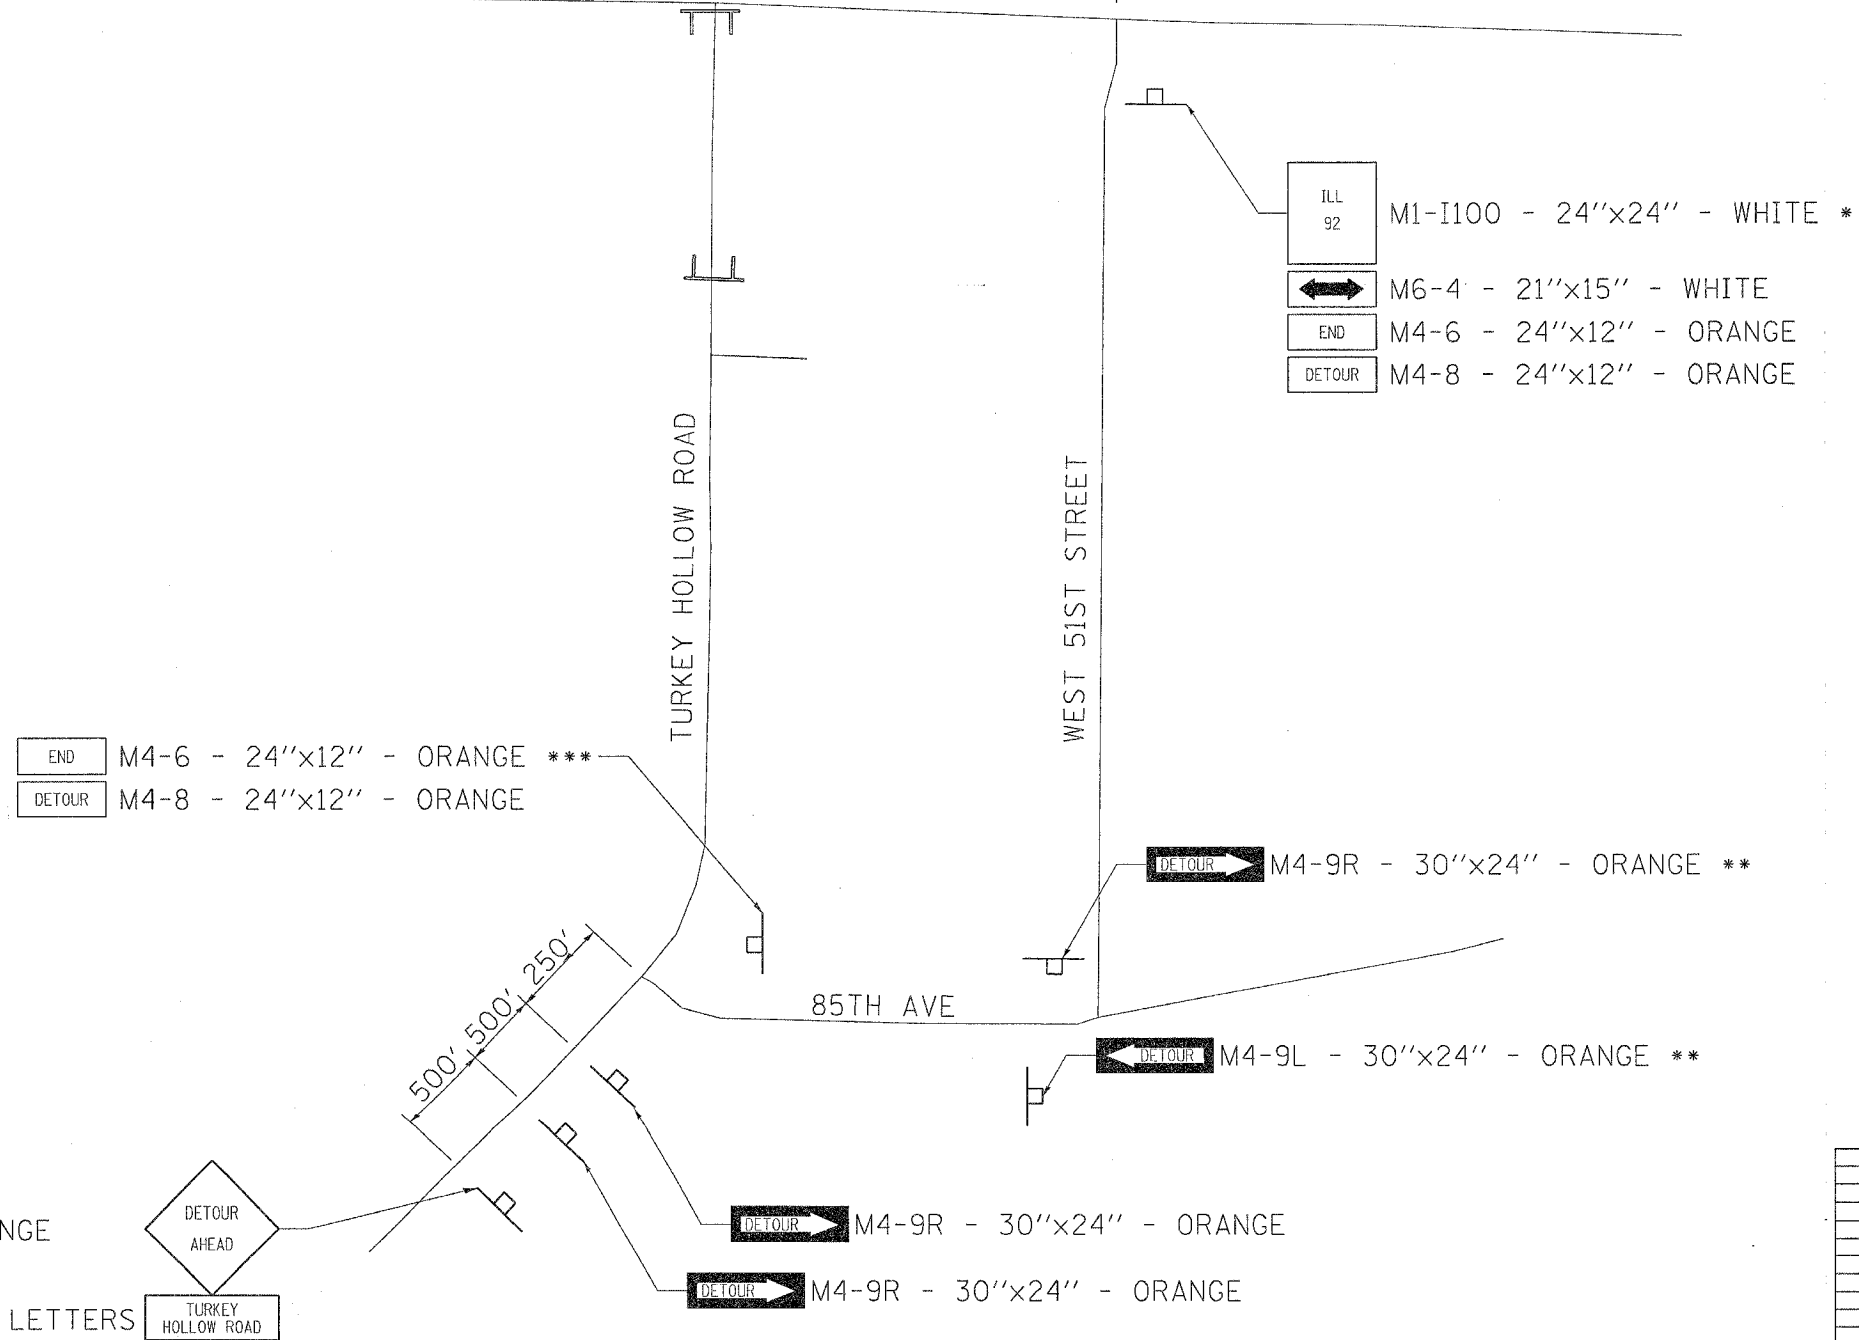 ILL
92
M1-I100 - 24"x24" - WHITE *
M6-4 - 21"x15" - WHITE
END
M4-6 - 24"x12" - ORANGE
DETOUR
M4-8 - 24"x12" - ORANGE
TURKEY HOLLOW ROAD
WEST 51ST STREET
END
M4-6 - 24"x12" - ORANGE ***
DETOUR
M4-8 - 24"x12" - ORANGE
DETOUR
M4-9R - 30"x24" - ORANGE **
250'
500'
500'
85TH AVE
DETOUR
M4-9L - 30"x24" - ORANGE **
NGE
DETOUR
AHEAD
DETOUR
M4-9R - 30"x24" - ORANGE
DETOUR
M4-9R - 30"x24" - ORANGE
LETTERS
TURKEY
HOLLOW ROAD